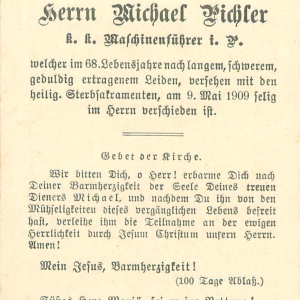 Herrn Michael Pichler
k. k. Maschinenführer i. P.
welcher im 68. Lebensjahre nach langem, schwerem,
geduldig ertragenem Leiden, versehen mit den
heilig. Sterbsakramenten, am 9. Mai 1909 selig
im Herrn verschieden ist.
Gebet der Kirche.
Wir bitten Dich, o Herr! erbarme Dich nach
Deiner Barmherzigkeit der Seele Deines treuen
Dieners Michael, und nachdem Du ihn von den
Mühseligkeiten dieses vergänglichen Lebens befreit
hast, verleihe ihm die Teilnahme an der ewigen
Herrlichkeit durch Jesum Christum unsern Herrn.
Amen!
Mein Jesus, Barmherzigkeit!
(100 Tage Ablaß.)